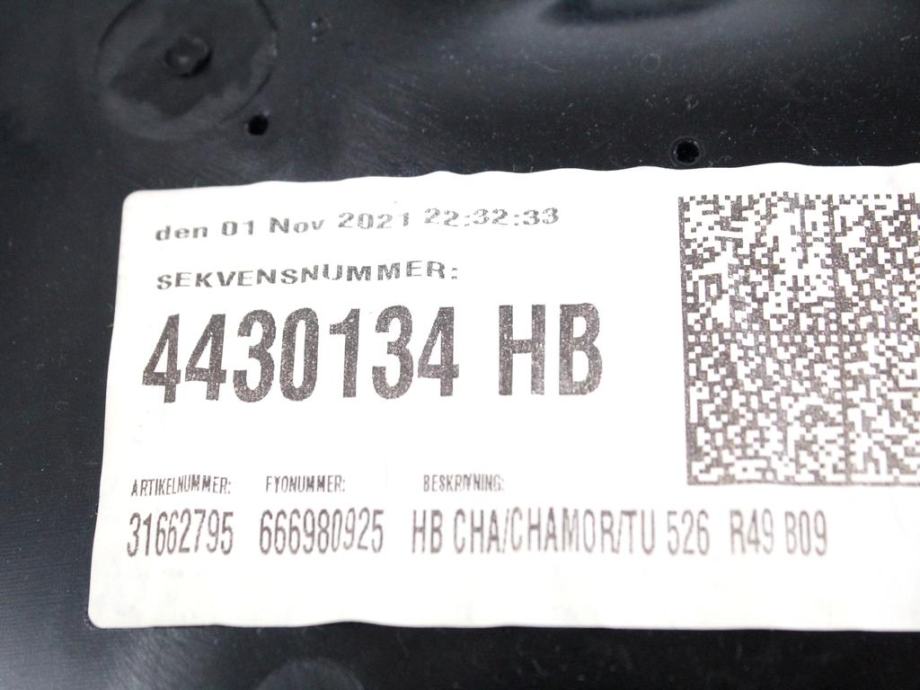 den 01 Nov 2021 22:32:33
SEKVENSNUMMER:
4430134 HB
ARTIKELNUMMER: FYONUMMER: BESKRIVNING:
31662795 666980925 HB CHA/CHAMOR/TU 526 R49 B09